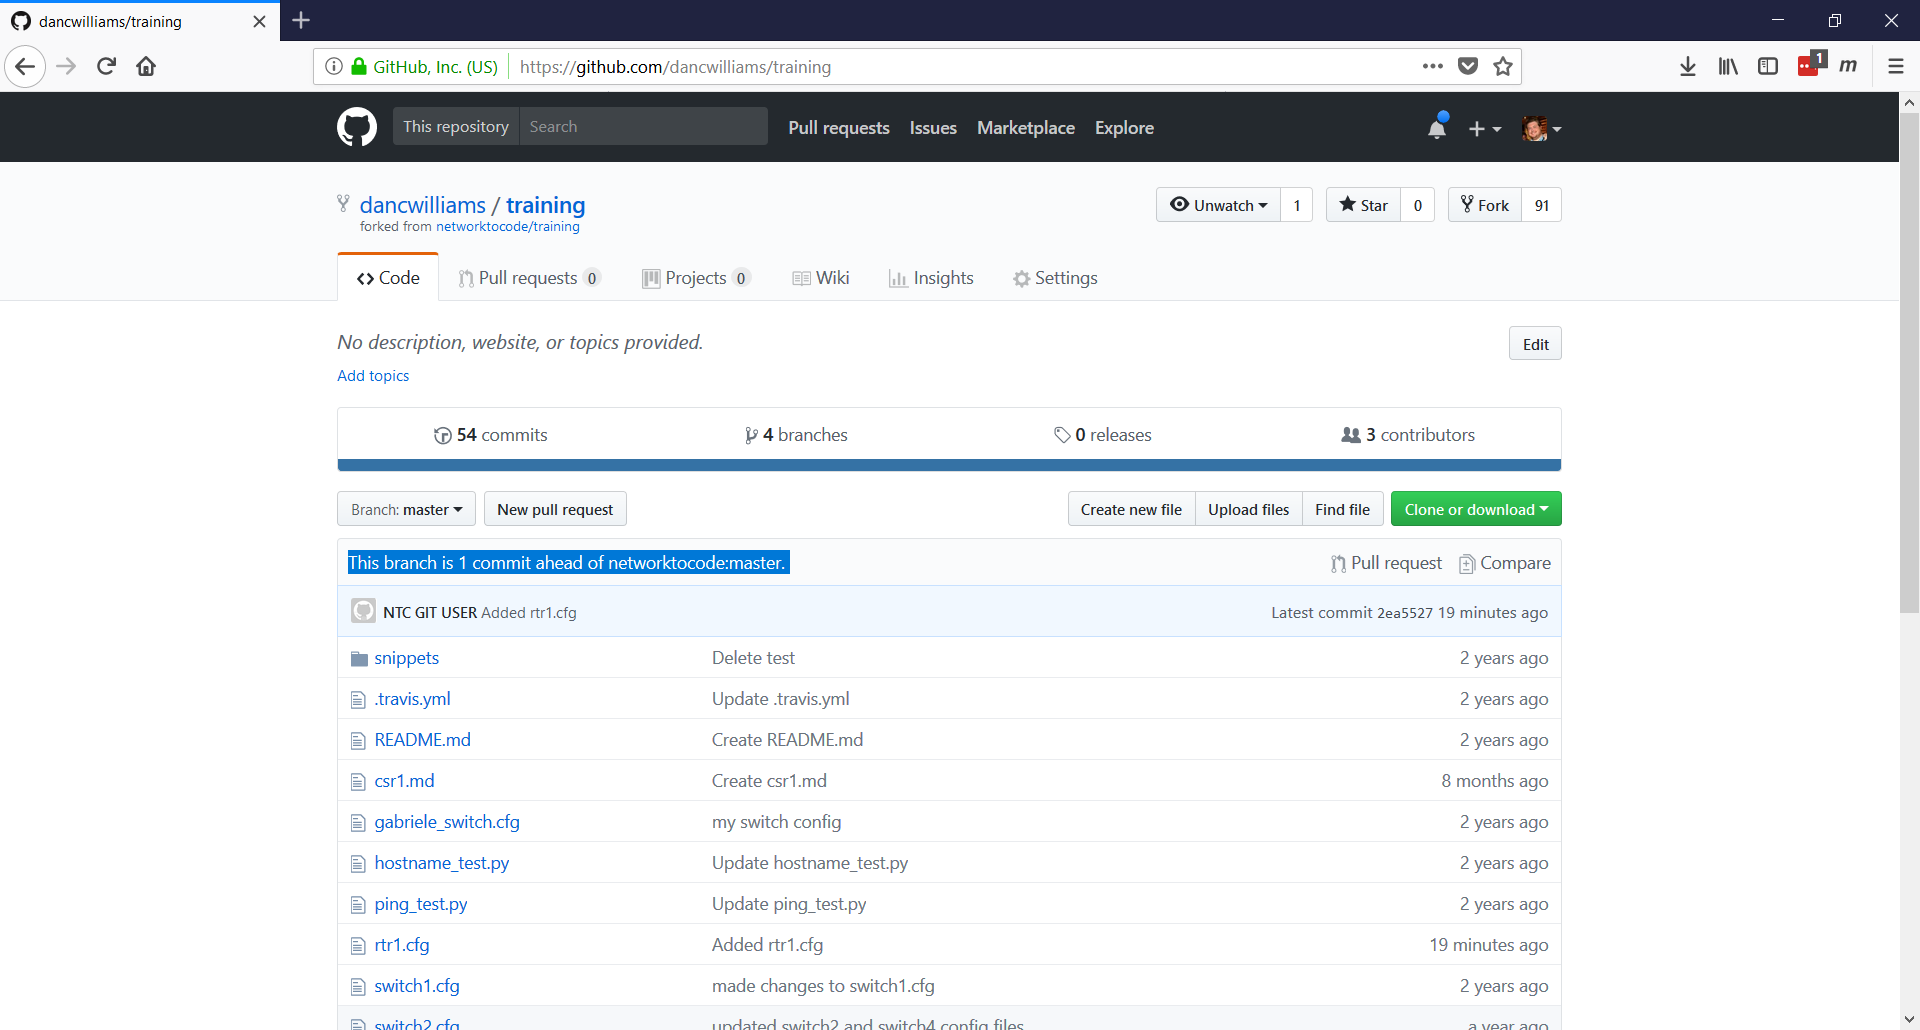 dancwilliams/training
GitHub, Inc. (US) https://github.com/dancwilliams/training
1
m
This repository Search Pull requests Issues Marketplace Explore
dancwilliams / training
forked from networktocode/training
Unwatch 1 Star 0 Fork 91
Code Pull requests 0 Projects 0 Wiki Insights Settings
No description, website, or topics provided.
Edit
Add topics
54 commits 4 branches 0 releases 3 contributors
Branch: master New pull request Create new file Upload files Find file Clone or download
This branch is 1 commit ahead of networktocode:master. Pull request Compare
NTC GIT USER Added rtr1.cfg Latest commit 2ea5527 19 minutes ago
snippets Delete test 2 years ago
.travis.yml Update .travis.yml 2 years ago
README.md Create README.md 2 years ago
csr1.md Create csr1.md 8 months ago
gabriele_switch.cfg my switch config 2 years ago
hostname_test.py Update hostname_test.py 2 years ago
ping_test.py Update ping_test.py 2 years ago
rtr1.cfg Added rtr1.cfg 19 minutes ago
switch1.cfg made changes to switch1.cfg 2 years ago
switch2.cfg updated switch2 and switch4 config files a year ago